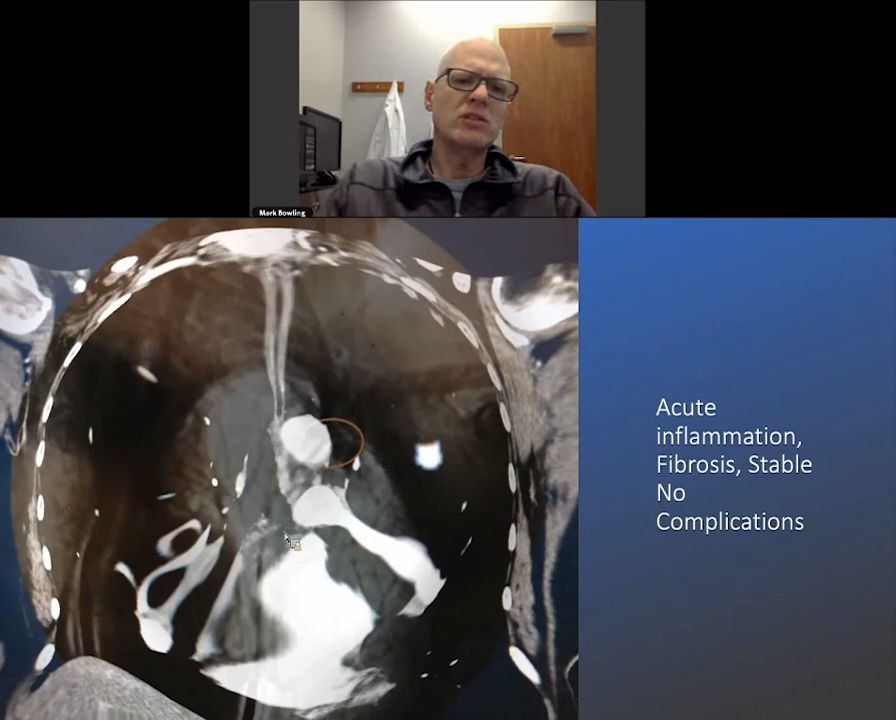 Mark Bowling
Acute
inflammation,
Fibrosis, Stable
No
Complications